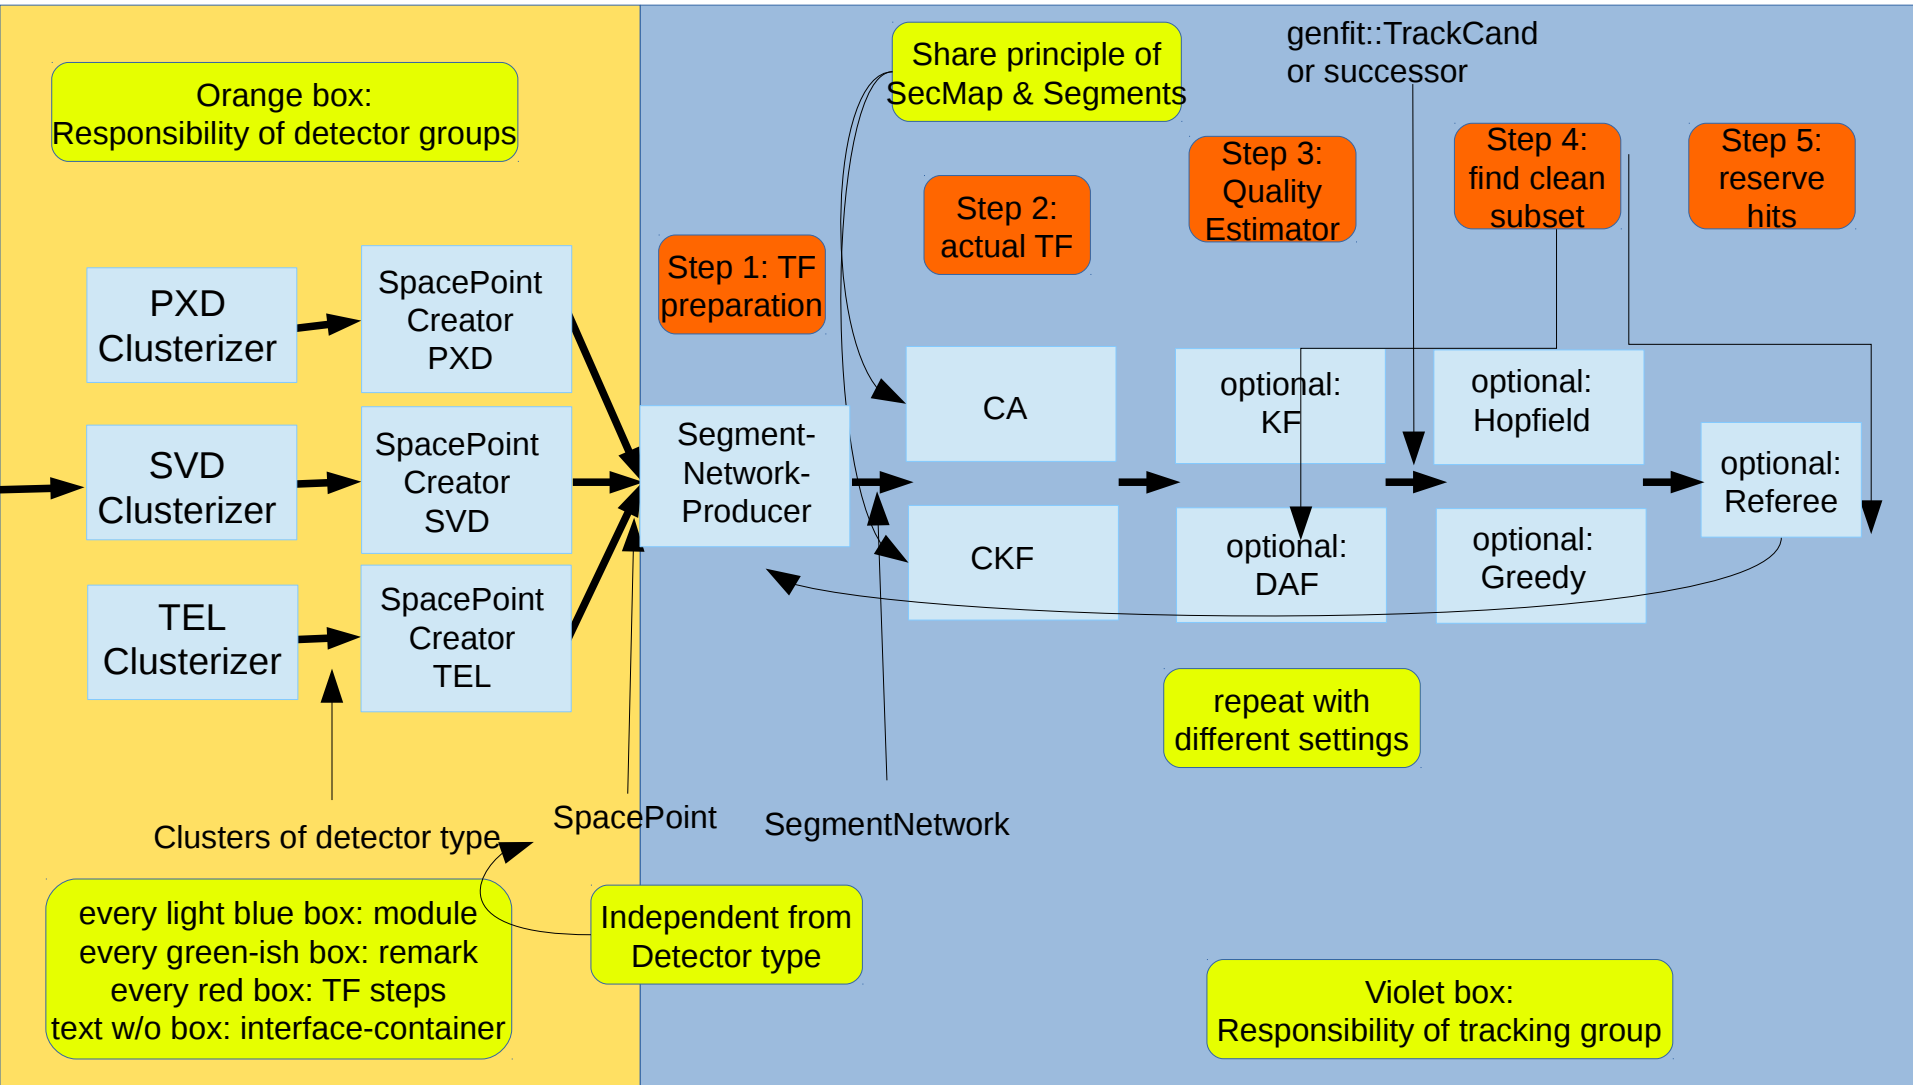 Orange box:
Responsibility of detector groups
Share principle of
SecMap & Segments
genfit::TrackCand
or successor
Step 1: TF
preparation
Step 2:
actual TF
Step 3:
Quality
Estimator
Step 4:
find clean
subset
Step 5:
reserve
hits
PXD
Clusterizer
SpacePoint
Creator
PXD
SVD
Clusterizer
SpacePoint
Creator
SVD
TEL
Clusterizer
SpacePoint
Creator
TEL
Segment-
Network-
Producer
CA
CKF
optional:
KF
optional:
DAF
optional:
Hopfield
optional:
Greedy
optional:
Referee
repeat with
different settings
Clusters of detector type
SpacePoint
SegmentNetwork
every light blue box: module
every green-ish box: remark
every red box: TF steps
text w/o box: interface-container
Independent from
Detector type
Violet box:
Responsibility of tracking group